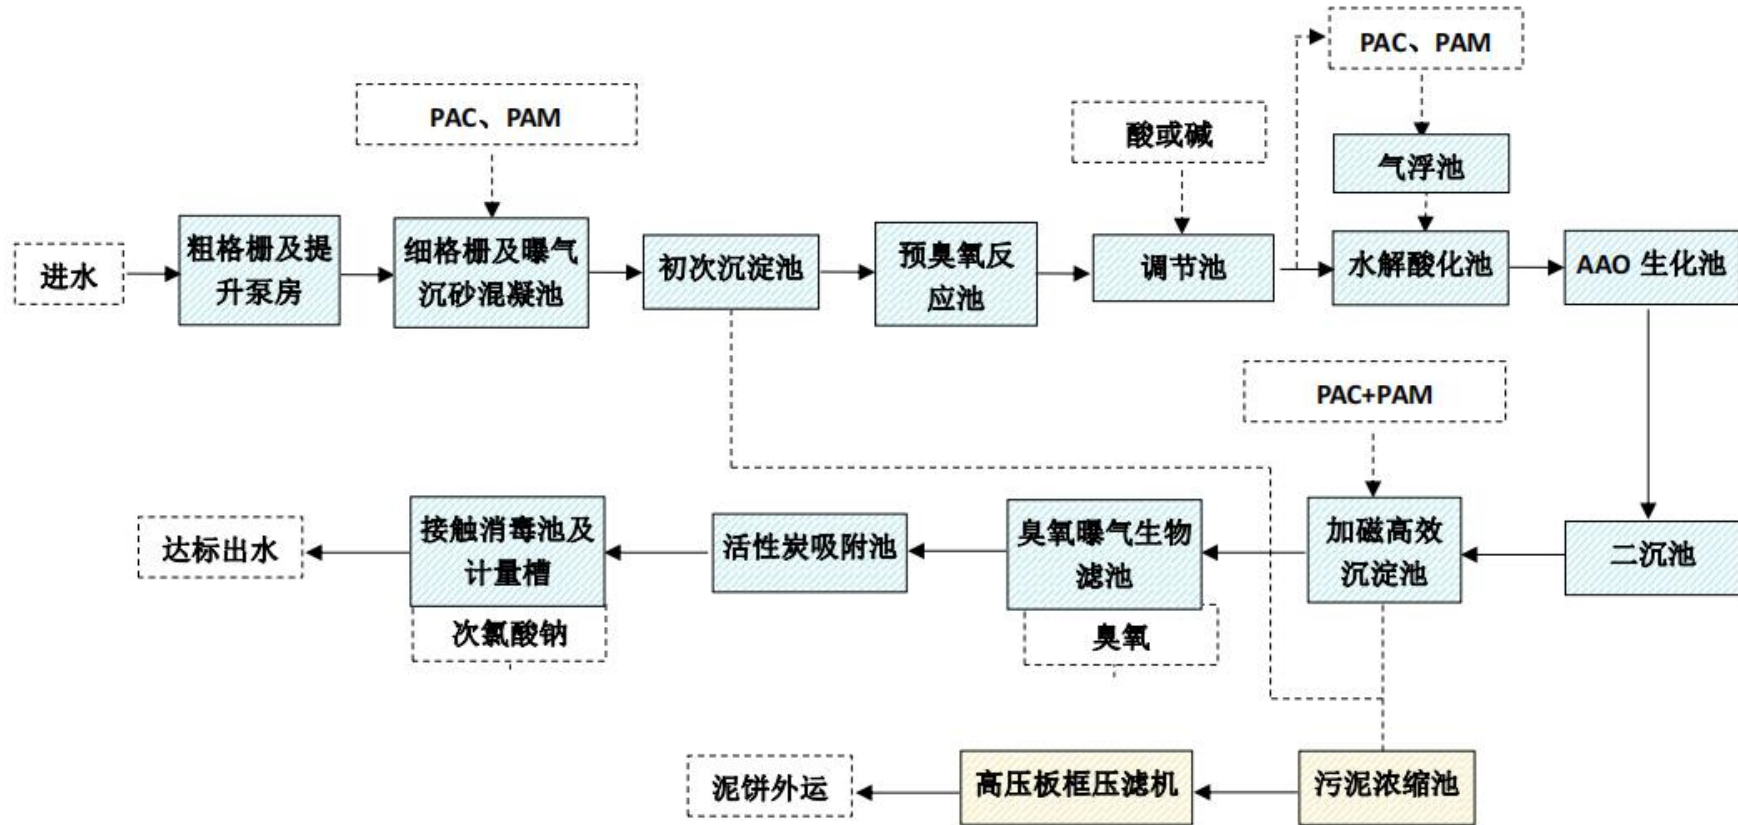 PAC、PAM
PAC、PAM
酸或碱
气浮池
进水
粗格栅及提
升泵房
细格栅及曝气
沉砂混凝池
初次沉淀池
预臭氧反
应池
调节池
水解酸化池
AAO 生化池
PAC+PAM
达标出水
接触消毒池及
计量槽
次氯酸钠
活性炭吸附池
臭氧曝气生物
滤池
臭氧
加磁高效
沉淀池
二沉池
泥饼外运
高压板框压滤机
污泥浓缩池